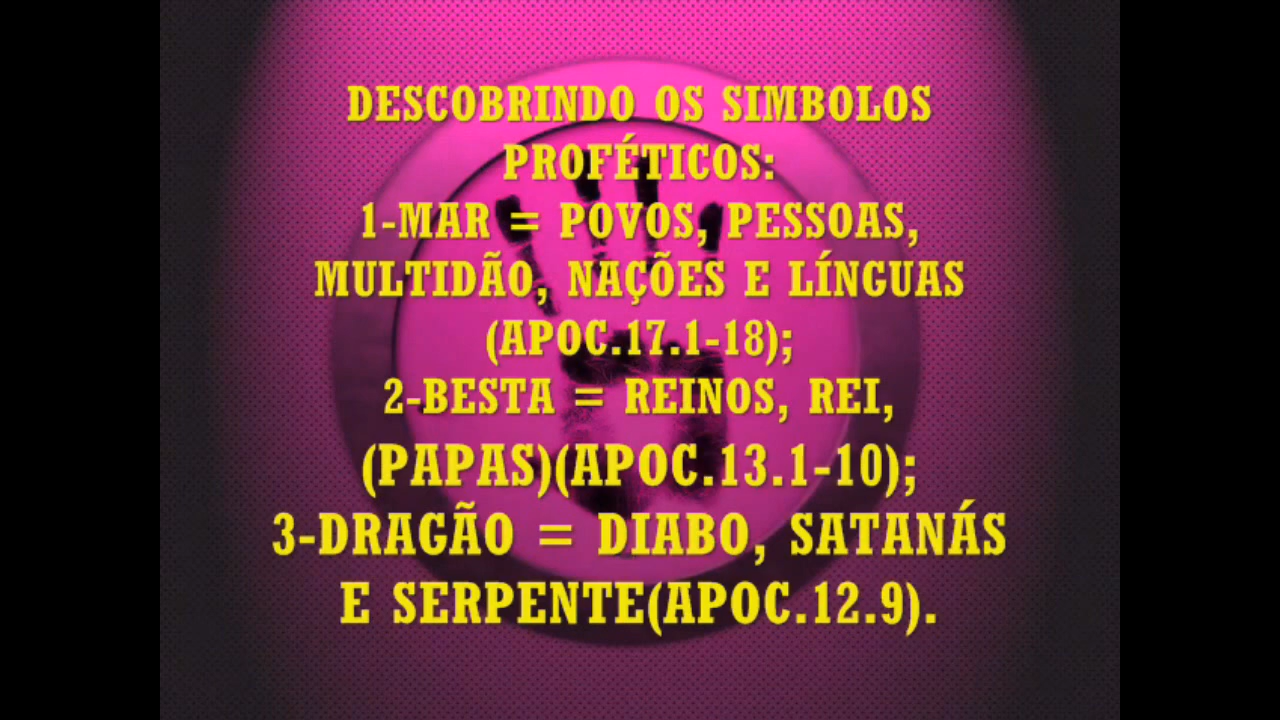 DESCOBRINDO OS SIMBOLOS
PROFÉTICOS:
1-MAR = POVOS, PESSOAS,
MULTIDÃO, NAÇÕES E LÍNGUAS
(APOC.17.1-18);
2-BESTA = REINOS, REI,
(PAPAS)(APOC.13.1-10);
3-DRAGÃO = DIABO, SATANÁS
E SERPENTE(APOC.12.9).